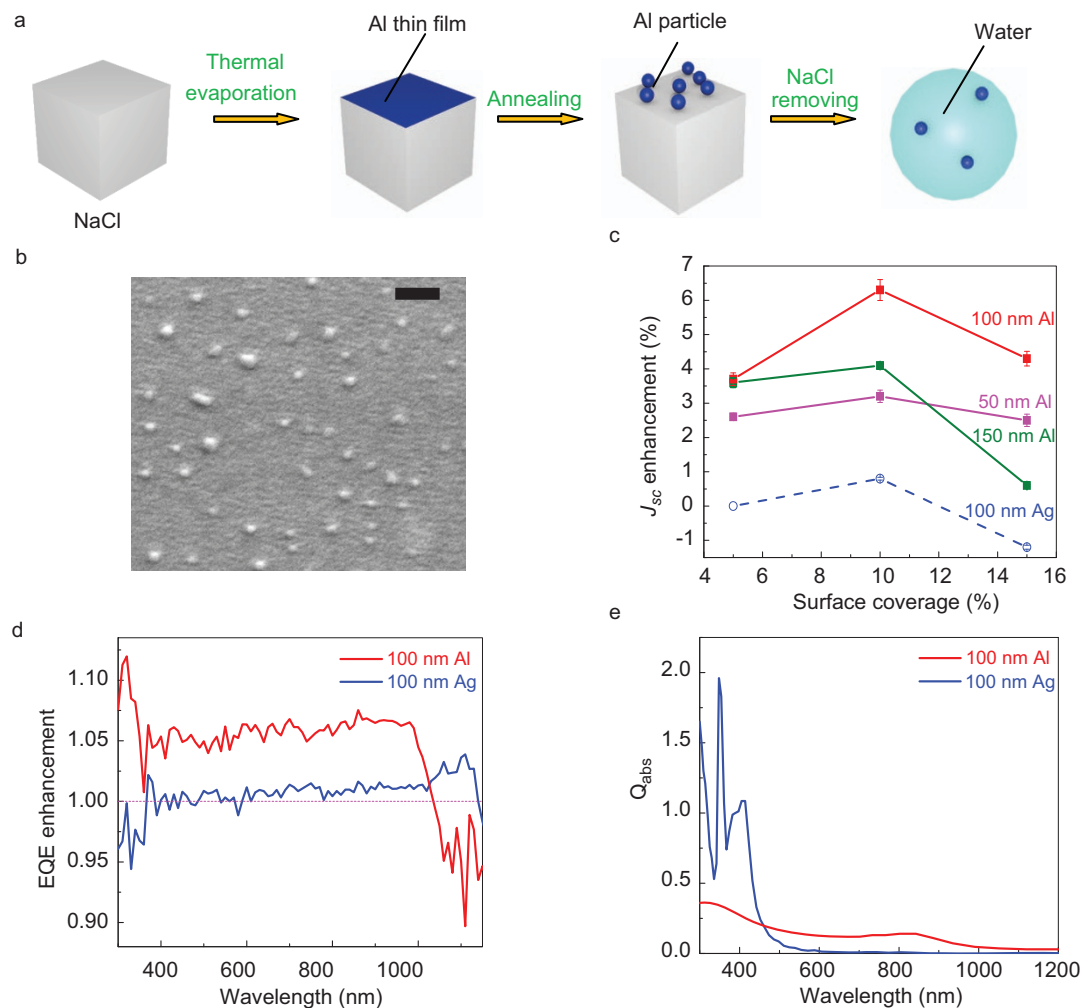 a
Al thin film
Al particle
Water
Thermal
evaporation
Annealing
NaCl
removing
NaCl
b
c
7
6
5
4
3
2
1
0
-1
4 6 8 10 12 14 16
Jsc enhancement (%)
Surface coverage (%)
100 nm Al
50 nm Al
150 nm Al
100 nm Ag
d
1.10
1.05
1.00
0.95
0.90
400 600 800 1000
EQE enhancement
Wavelength (nm)
100 nm Al
100 nm Ag
e
2.0
1.5
1.0
0.5
0.0
400 600 800 1000 1200
Qabs
Wavelength (nm)
100 nm Al
100 nm Ag